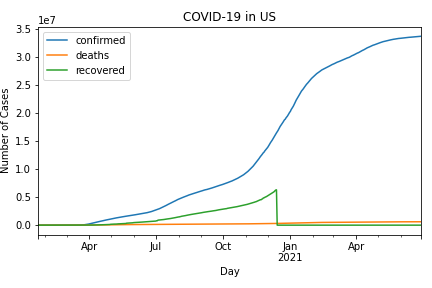 COVID-19 in US
1e7
confirmed
deaths
recovered
Number of Cases
3.5
3.0
2.5
2.0
1.5
1.0
0.5
0.0
Apr Jul Oct Jan Apr
2021
Day